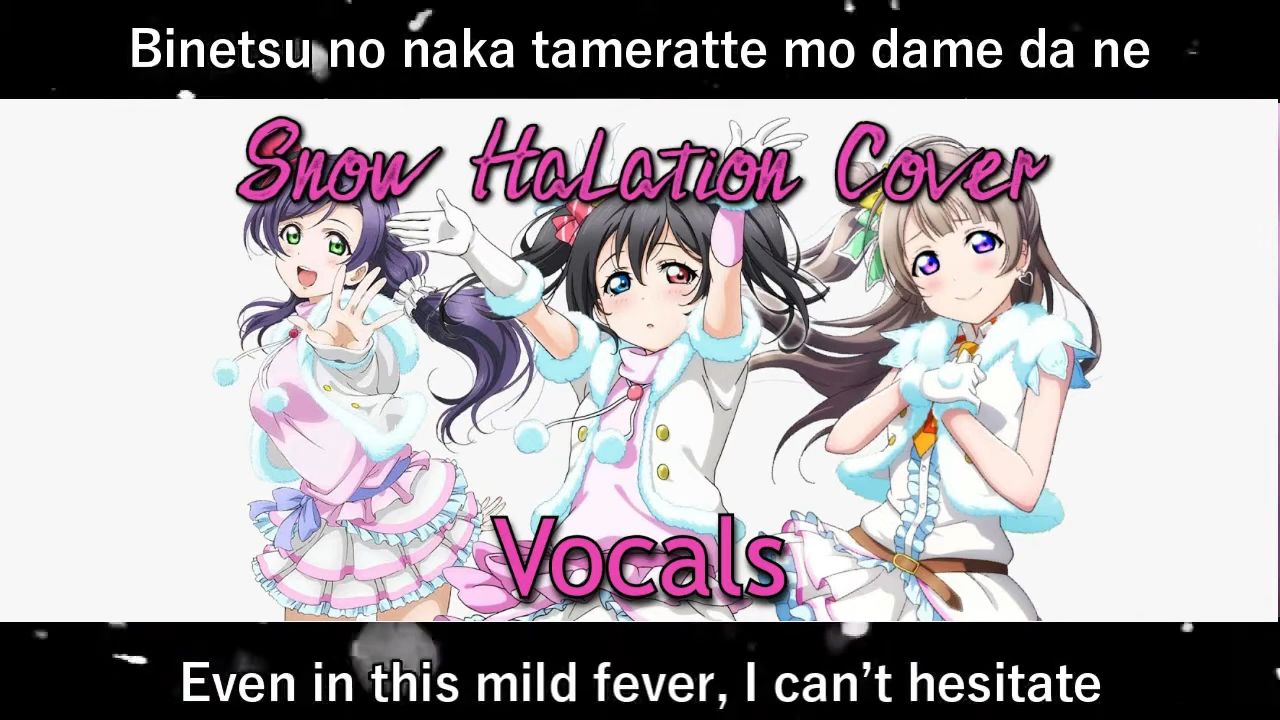 Binetsu no naka tameratte mo dame da ne
Snow HaLation Cover
Vocals
Even in this mild fever, I can’t hesitate